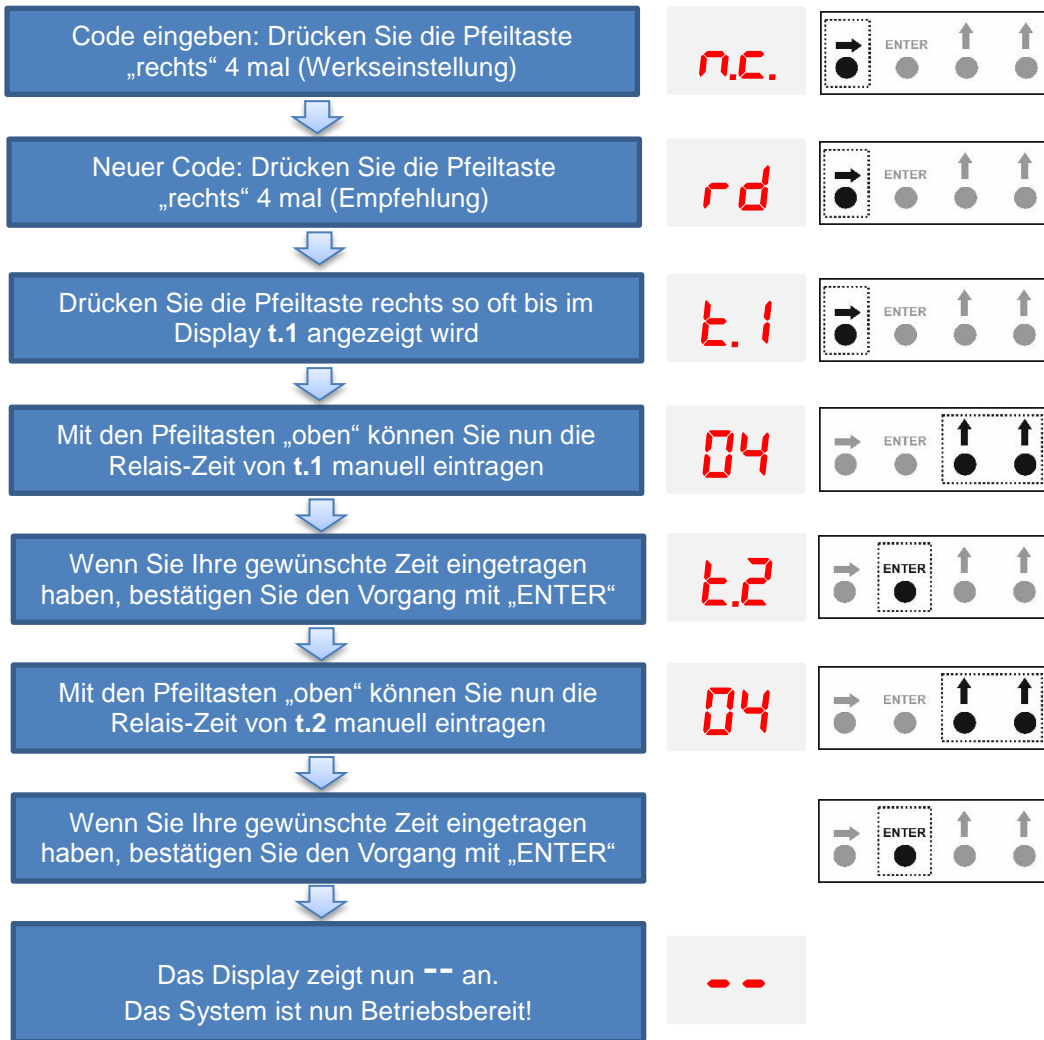 Code eingeben: Drücken Sie die Pfeiltaste
„rechts“ 4 mal (Werkseinstellung)
n.c.
ENTER
Neuer Code: Drücken Sie die Pfeiltaste
„rechts“ 4 mal (Empfehlung)
rd
ENTER
Drücken Sie die Pfeiltaste rechts so oft bis im
Display t.1 angezeigt wird
t.1
ENTER
Mit den Pfeiltasten „oben“ können Sie nun die
Relais-Zeit von t.1 manuell eintragen
04
ENTER
Wenn Sie Ihre gewünschte Zeit eingetragen
haben, bestätigen Sie den Vorgang mit „ENTER“
t.2
ENTER
Mit den Pfeiltasten „oben“ können Sie nun die
Relais-Zeit von t.2 manuell eintragen
04
ENTER
Wenn Sie Ihre gewünschte Zeit eingetragen
haben, bestätigen Sie den Vorgang mit „ENTER“
ENTER
Das Display zeigt nun -- an.
Das System ist nun Betriebsbereit!
--